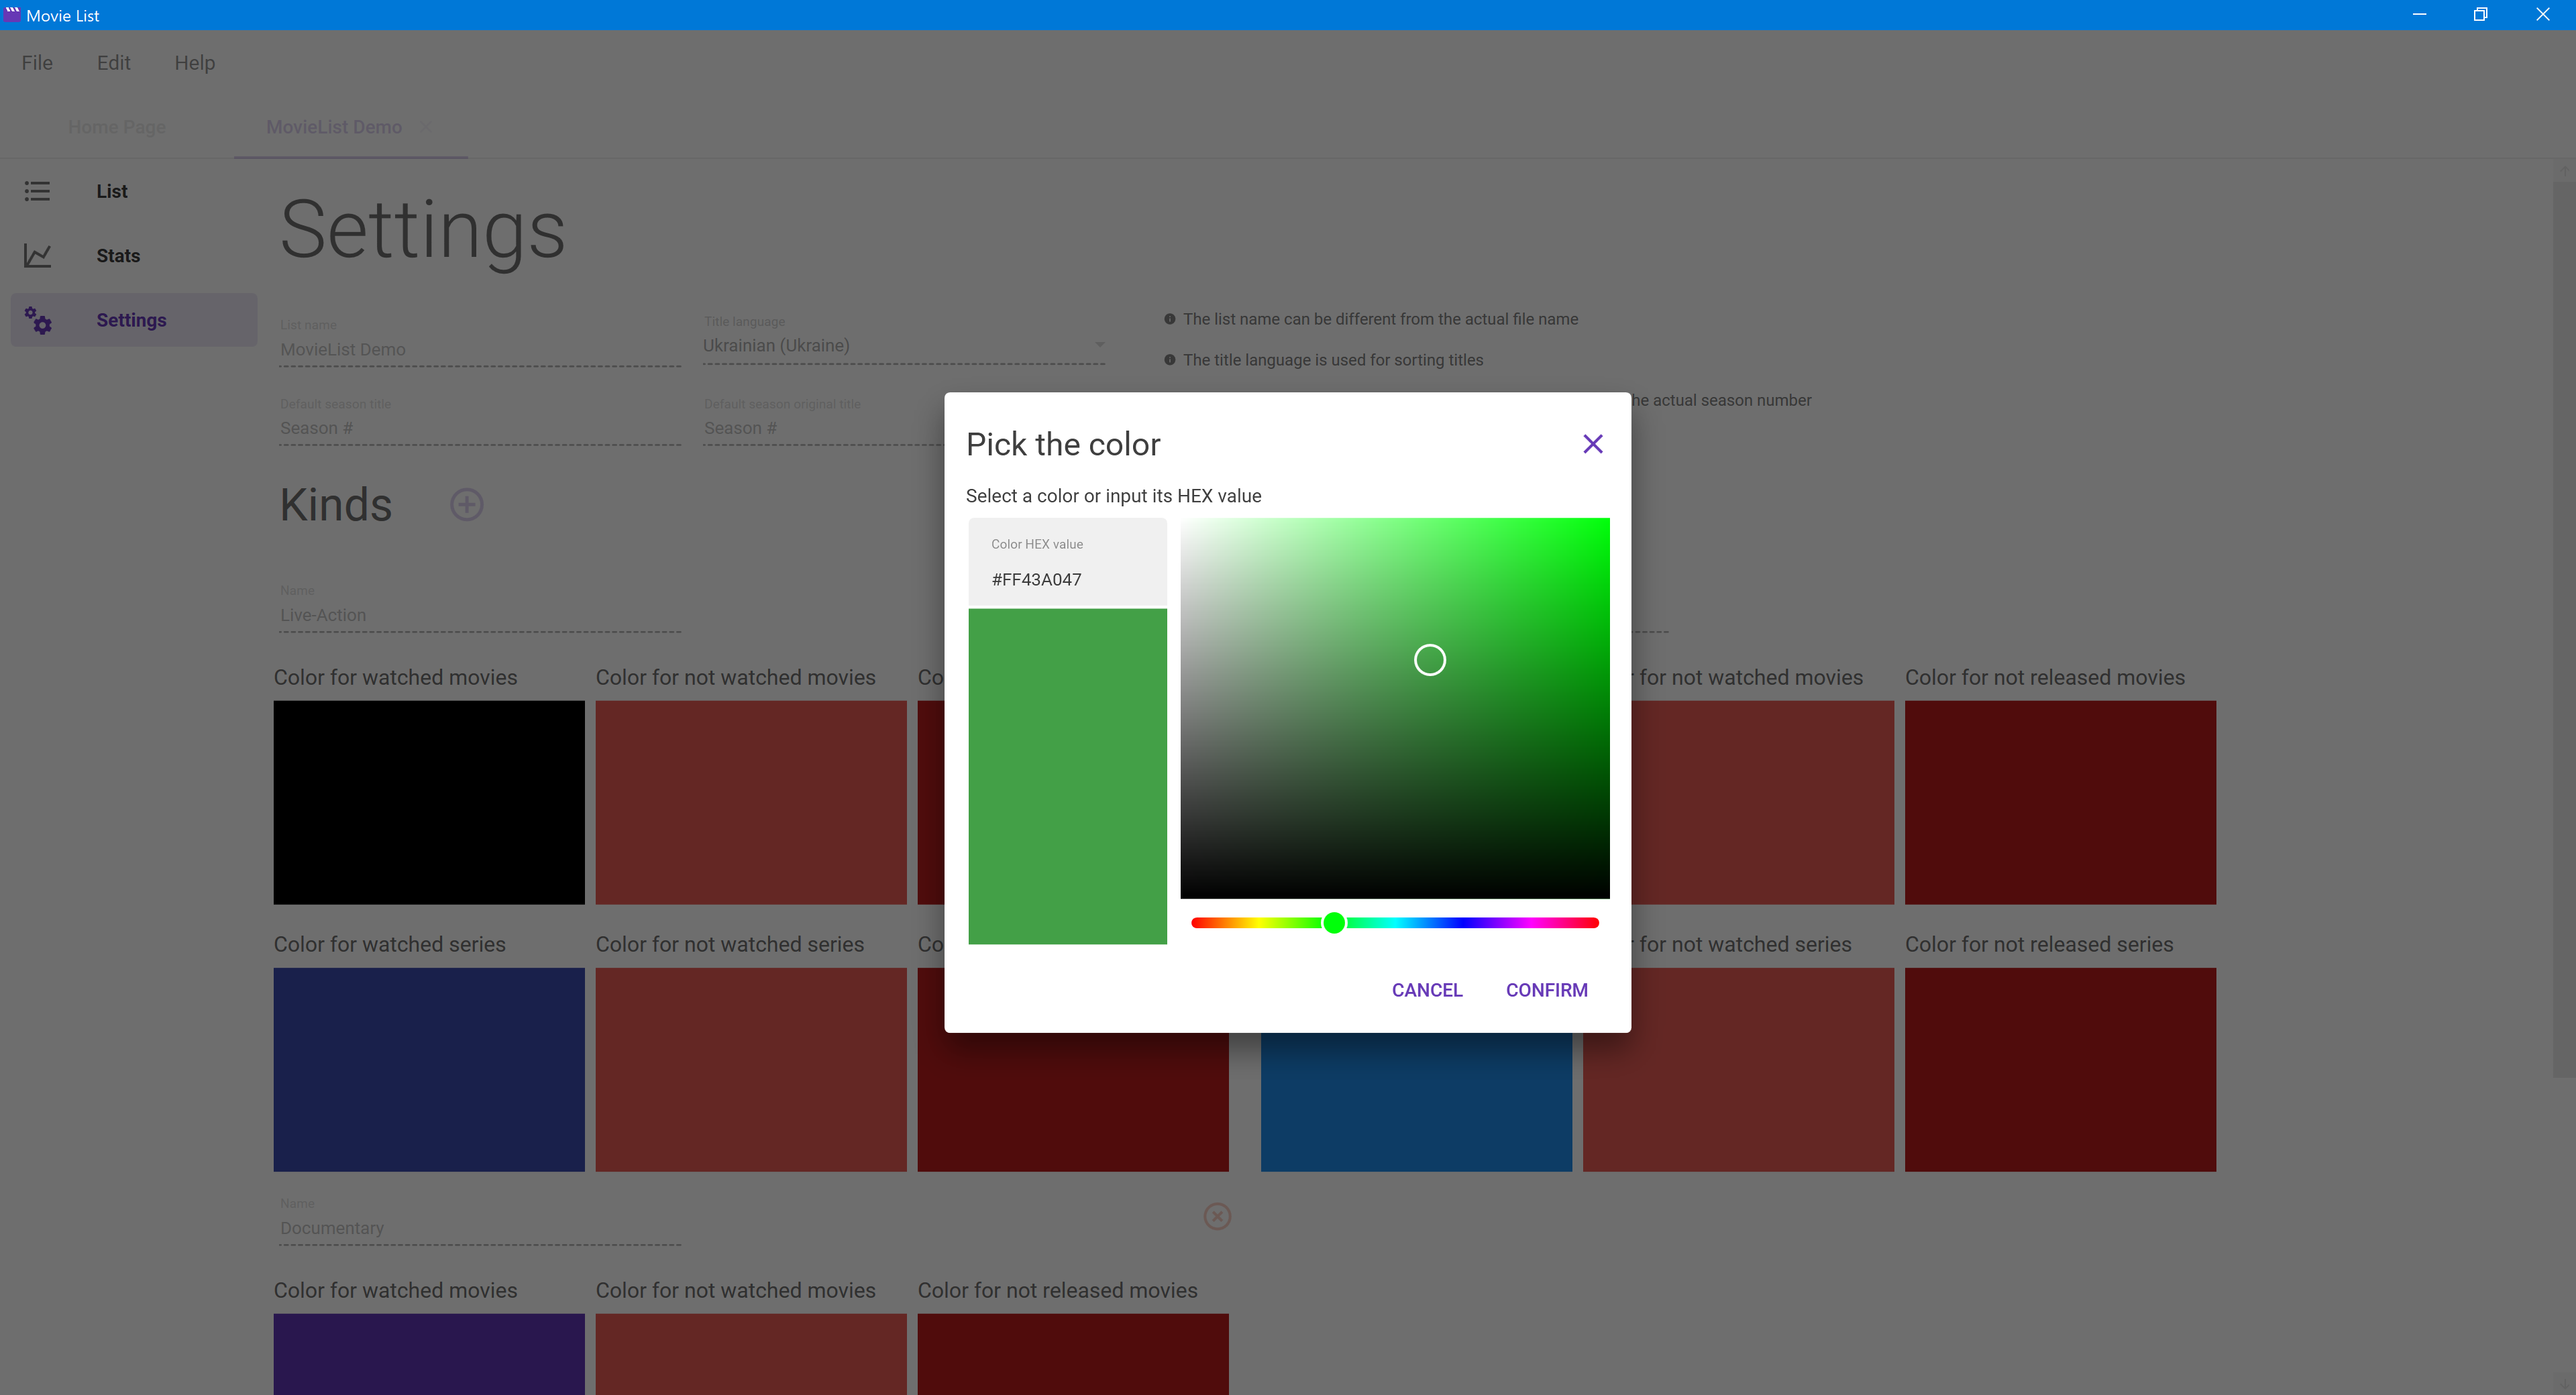 Movie List
File Edit Help
Home Page MovieList Demo
List
Stats
Settings
Settings
List name
MovieList Demo
Title language
Ukrainian (Ukraine)
The list name can be different from the actual file name
The title language is used for sorting titles
he actual season number
Default season title
Season #
Default season original title
Season #
Kinds
Name
Live-Action
Pick the color
Select a color or input its HEX value
Color HEX value
#FF43A047
CANCEL CONFIRM
Color for watched movies Color for not watched movies Co
for not watched movies Color for not released movies
Color for watched series Color for not watched series Co
for not watched series Color for not released series
Name
Documentary
Color for watched movies Color for not watched movies Color for not released movies